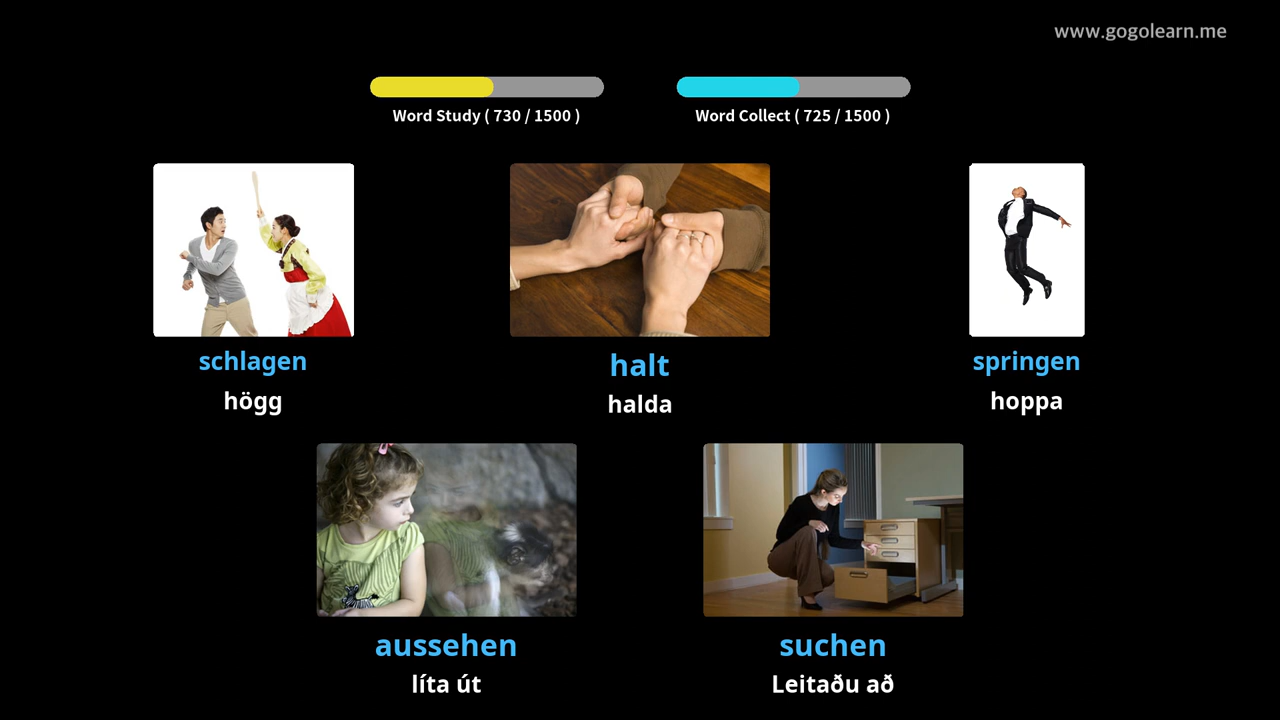 www.gogolearn.me
Word Study ( 730 / 1500 )
Word Collect ( 725 / 1500 )
schlagen
högg
halt
halda
springen
hoppa
aussehen
líta út
suchen
Leitaðu að